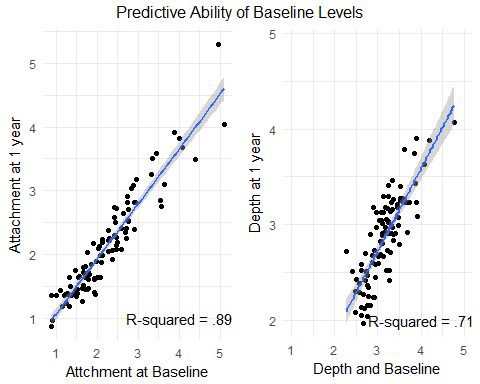 Predictive Ability of Baseline Levels
Attachment at 1 year
5
4
3
2
1
R-squared = .89
1 2 3 4 5
Attchment at Baseline
Depth at 1 year
5
4
3
2
R-squared = .71
1 2 3 4 5
Depth and Baseline